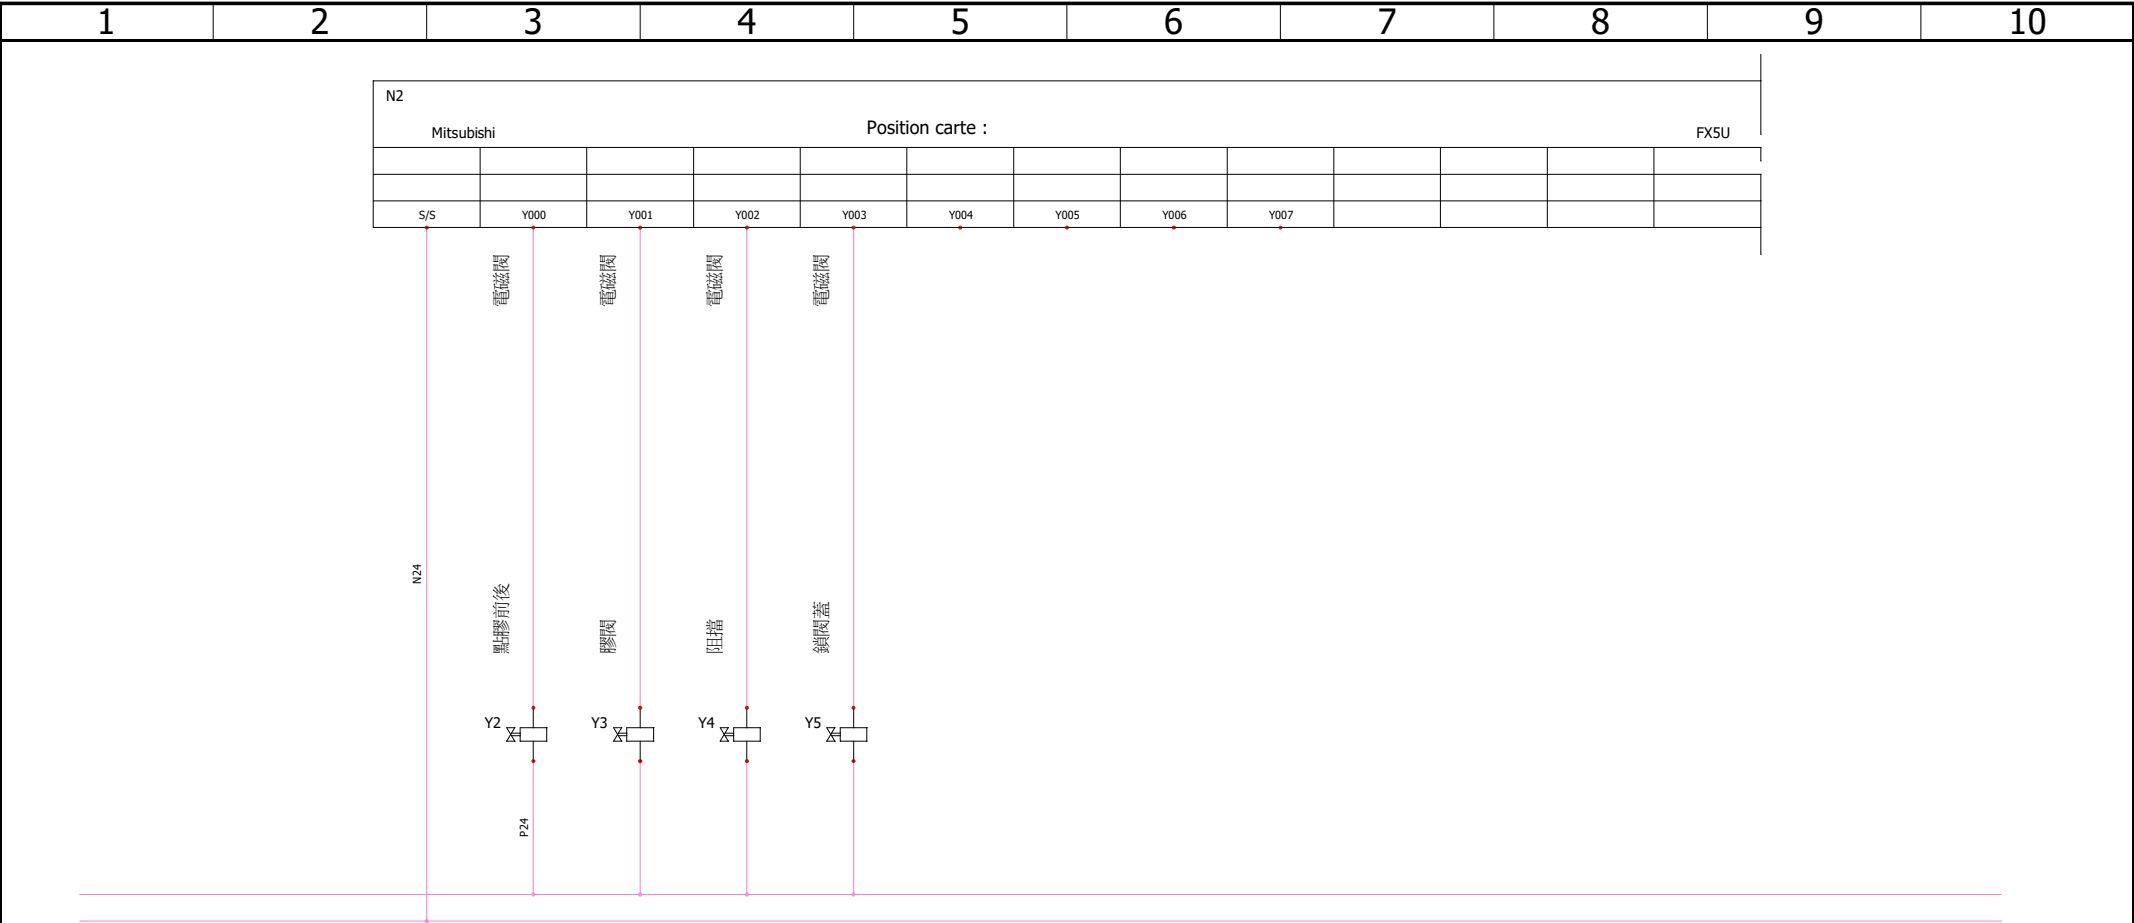 1 2 3 4 5 6 7 8 9 10
N2
Mitsubishi Position carte : FX5U
S/S Y000 Y001 Y002 Y003 Y004 Y005 Y006 Y007
電磁閥 電磁閥 電磁閥 電磁閥
N24
點膠前後 膠閥 阻擋 鎖閥蓋
Y2 Y3 Y4 Y5
P24